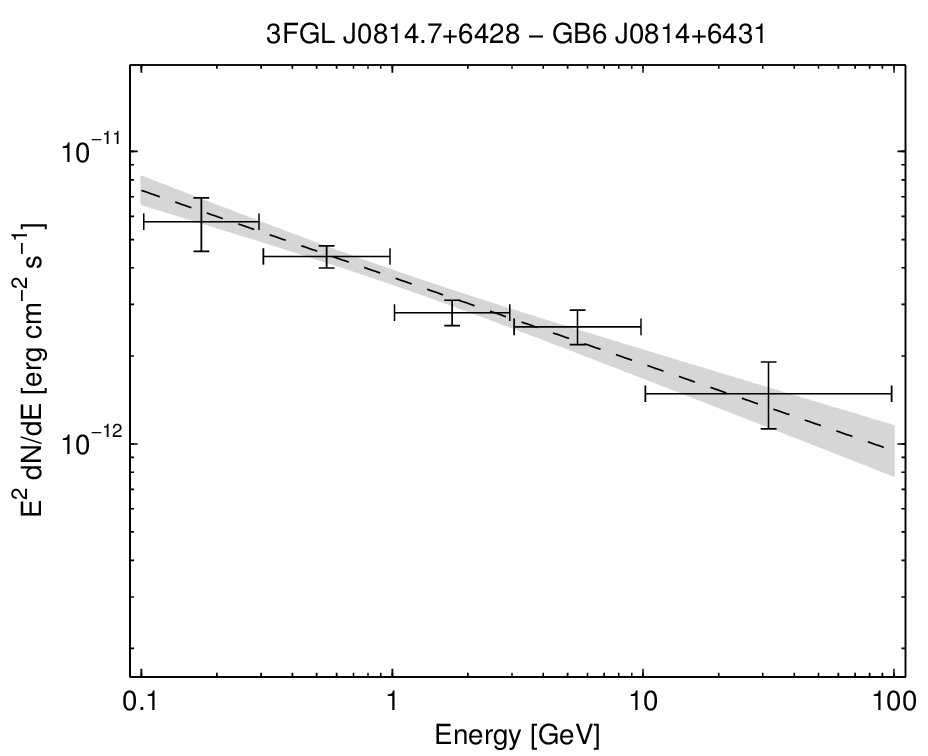 3FGL J0814.7+6428 − GB6 J0814+6431
10⁻¹¹
10⁻¹²
E² dN/dE [erg cm⁻² s⁻¹]
0.1 1 10 100
Energy [GeV]